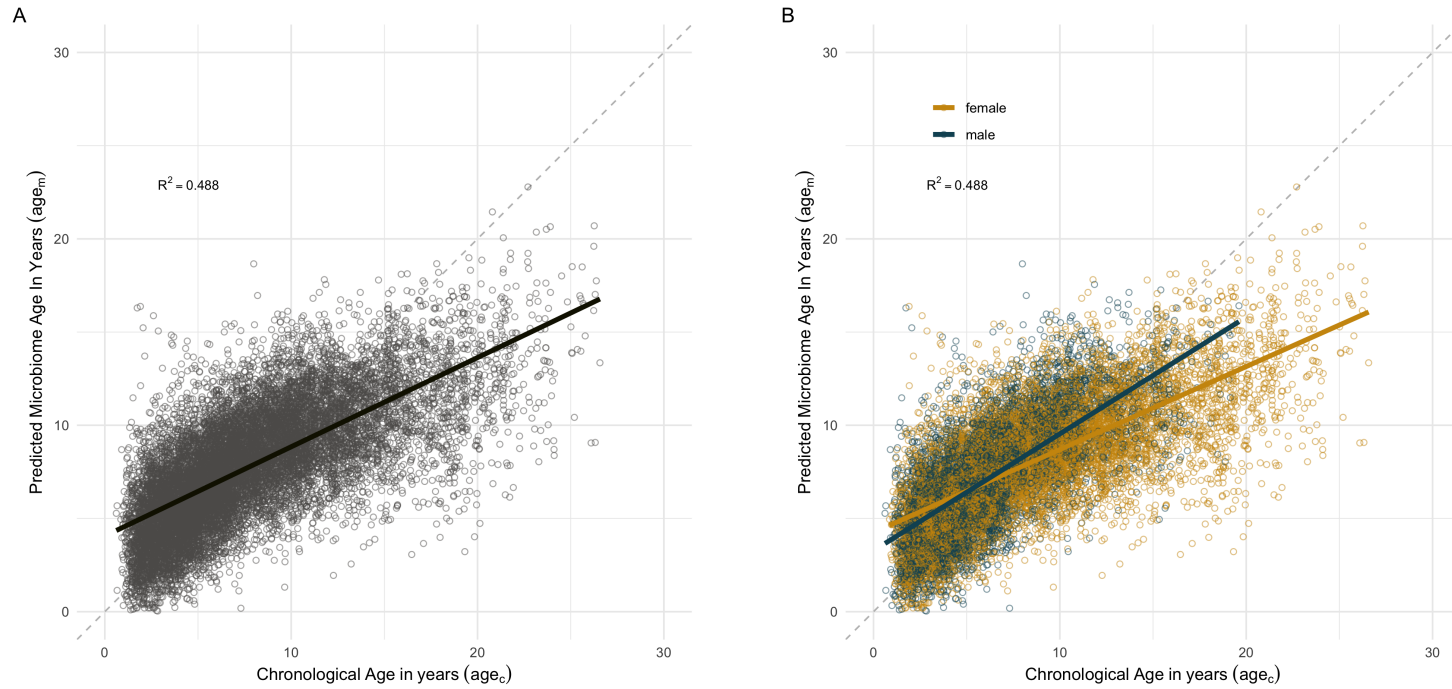 A
30
20
10
0
0
10
20
30
R² = 0.488
Predicted Microbiome Age In Years (ageₘ)
Chronological Age in years (age꜀)
B
30
20
10
0
0
10
20
30
female
male
R² = 0.488
Predicted Microbiome Age In Years (ageₘ)
Chronological Age in years (age꜀)